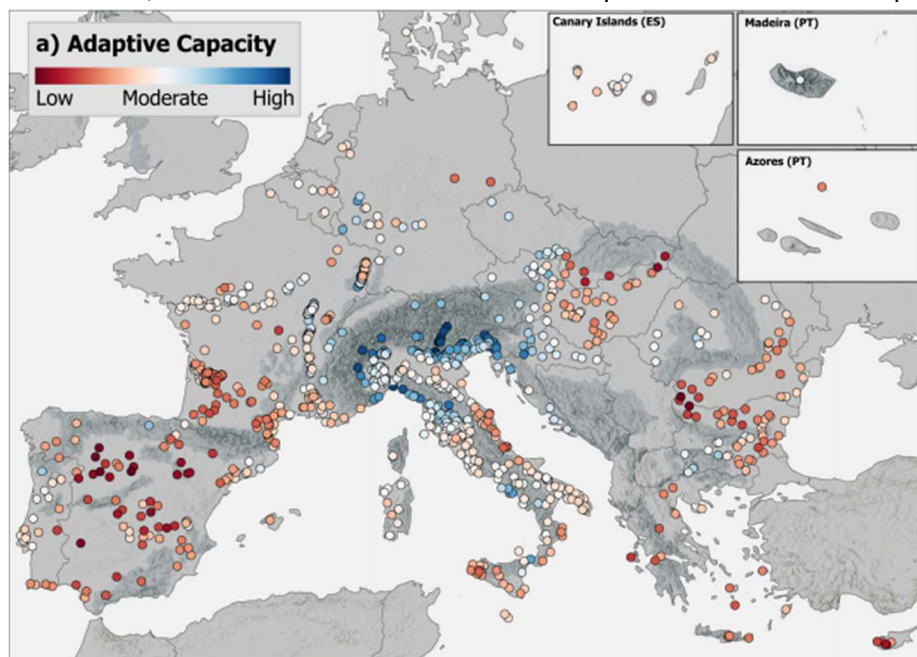 a) Adaptive Capacity
Low Moderate High
Canary Islands (ES)
Madeira (PT)
Azores (PT)